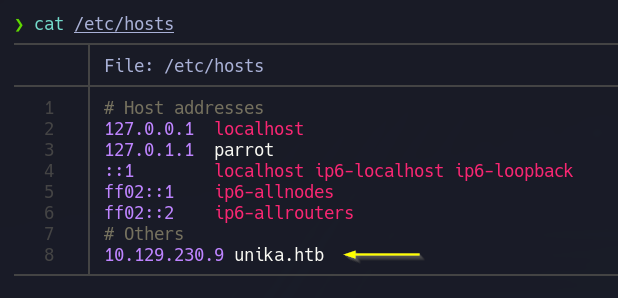 ❯ cat /etc/hosts
File: /etc/hosts
1 # Host addresses
2 127.0.0.1 localhost
3 127.0.1.1 parrot
4 ::1 localhost ip6-localhost ip6-loopback
5 ff02::1 ip6-allnodes
6 ff02::2 ip6-allrouters
7 # Others
8 10.129.230.9 unika.htb